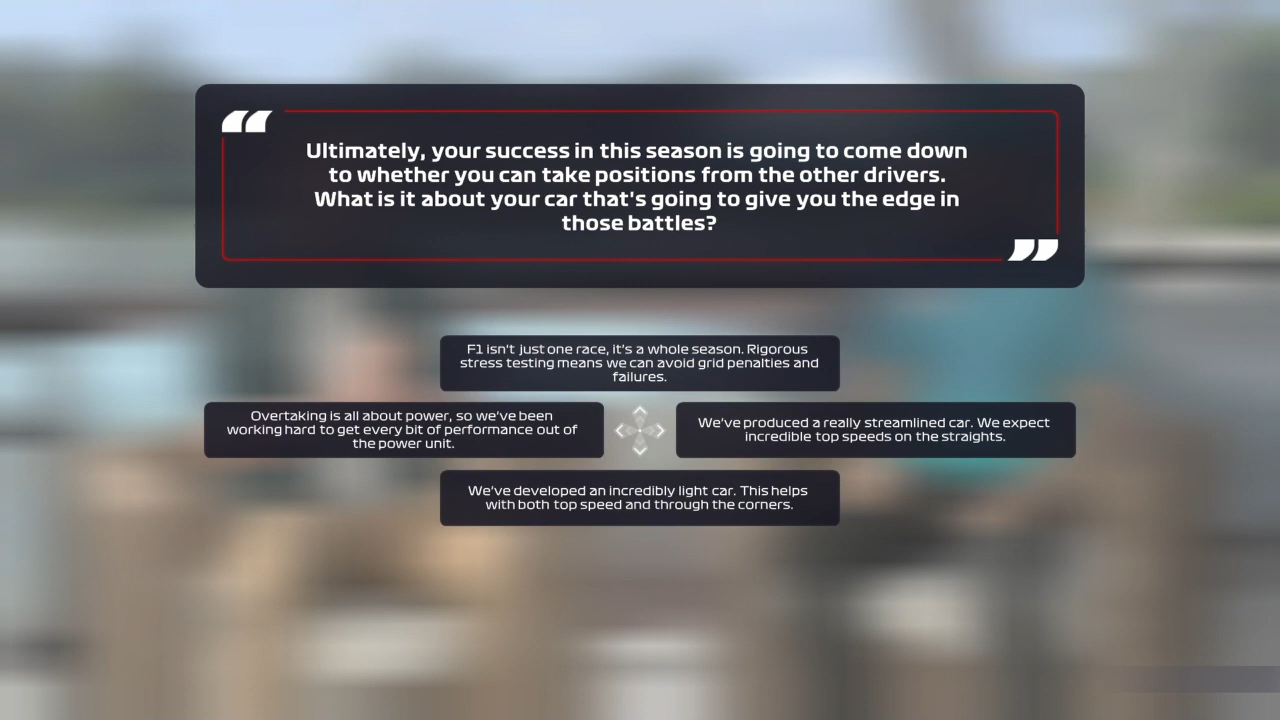 Ultimately, your success in this season is going to come down
to whether you can take positions from the other drivers.
What is it about your car that's going to give you the edge in
those battles?
F1 isn't just one race, it's a whole season. Rigorous
stress testing means we can avoid grid penalties and
failures.
Overtaking is all about power, so we've been
working hard to get every bit of performance out of
the power unit.
We've produced a really streamlined car. We expect
incredible top speeds on the straights.
We've developed an incredibly light car. This helps
with both top speed and through the corners.